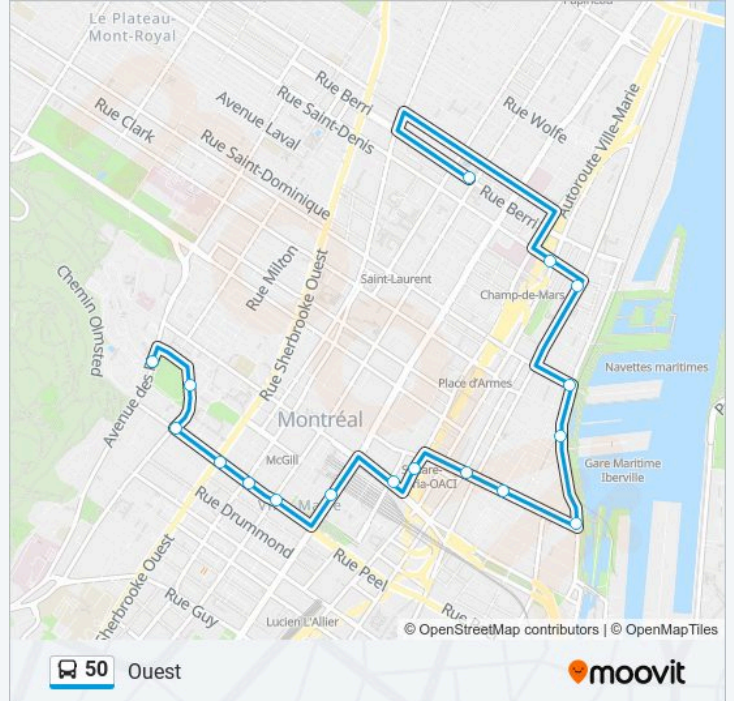 Papineau
Le Plateau-
Mont-Royal
Rue Berri
Rue Wolfe
Avenue Laval
Rue Saint-Denis
Rue Clark
Rue Saint-Dominique
Autoroute Ville-Marie
Rue Berri
Rue Milton
Rue Sherbrooke Ouest
Saint-Laurent
Chemin Olmsted
Champ-de-Mars
Navettes maritimes
Place d'Armes
Avenue des
Montréal
McGill
Gare Maritime
Iberville
Rue Drummond
Rue Peel
Sherbrooke Ouest
Rue Guy
Lucien L'Allier
© OpenStreetMap contributors | © OpenMapTiles
50 Ouest
moovit